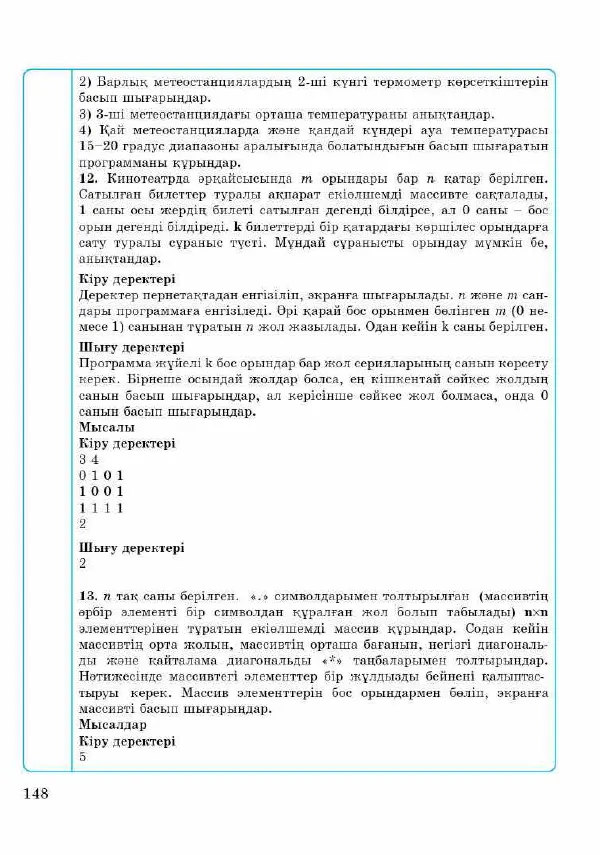 2) Барлық метеостанциялардың 2-ші күнгі термометр көрсеткіштерін
басып шығарыңдар.
3) 3-ші метеостанциядағы орташа температураны анықтаңдар.
4) Қай метеостанцияларда және қандай күндері ауа температурасы
15–20 градус диапазоны аралығында болатындығын басып шығаратын
программаны құрыңдар.
12. Кинотеатрда әрқайсысында m орындары бар n қатар берілген.
Сатылған билеттер туралы ақпарат екіөлшемді массивте сақталады,
1 саны осы жердің билеті сатылған дегенді білдірсе, ал 0 саны – бос
орын дегенді білдіреді. k билеттерді бір қатардағы көршілес орындарға
сату туралы сұраныс түсті. Мұндай сұранысты орындау мүмкін бе,
анықтаңдар.
Кіру деректері
Деректер пернетақтадан енгізіліп, экранға шығарылады. n және m сан-
дары программаға енгізіледі. Әрі қарай бос орынмен бөлінген m (0 не-
месе 1) санынан тұратын n жол жазылады. Одан кейін k саны берілген.
Шығу деректері
Программа жүйелі k бос орындар бар жол серияларының санын көрсету
керек. Бірнеше осындай жолдар болса, ең кішкентай сәйкес жолдың
санын басып шығарыңдар, ал керісінше сәйкес жол болмаса, онда 0
санын басып шығарыңдар.
Мысалы
Кіру деректері
3 4
0 1 0 1
1 0 0 1
1 1 1 1
2
Шығу деректері
2
13. n тақ саны берілген. «.» символдарымен толтырылған (массивтің
әрбір элементі бір символдан құралған жол болып табылады) n×n
элементтерінен тұратын екіөлшемді массив құрыңдар. Содан кейін
массивтің орта жолын, массивтің орташа бағанын, негізгі диагональ-
ды және қайталама диагональды «*» таңбаларымен толтырыңдар.
Нәтижесінде массивтегі элементтер бір жұлдызды бейнені қалыптас-
тыруы керек. Массив элементтерін бос орындармен бөліп, экранға
массивті басып шығарыңдар.
Мысалдар
Кіру деректері
5
148